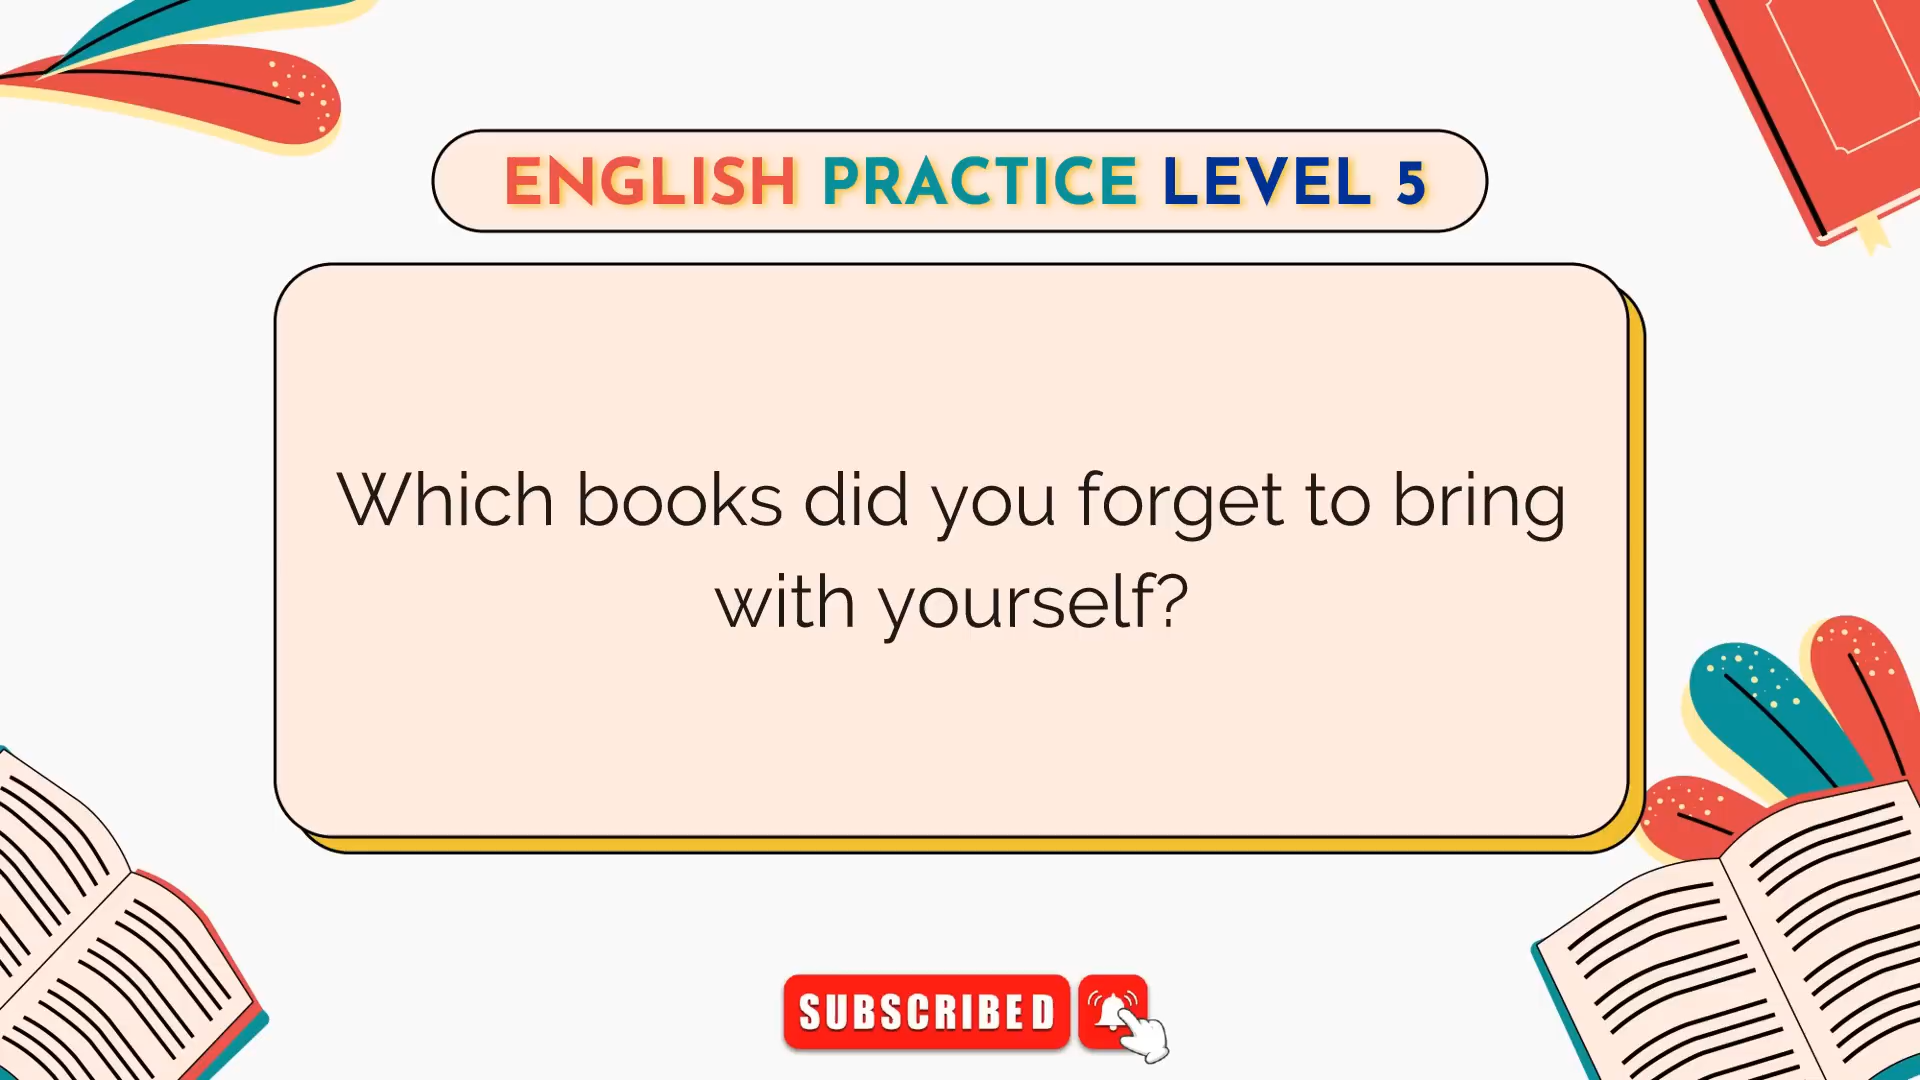 ENGLISH PRACTICE LEVEL 5
Which books did you forget to bring
with yourself?
SUBSCRIBED